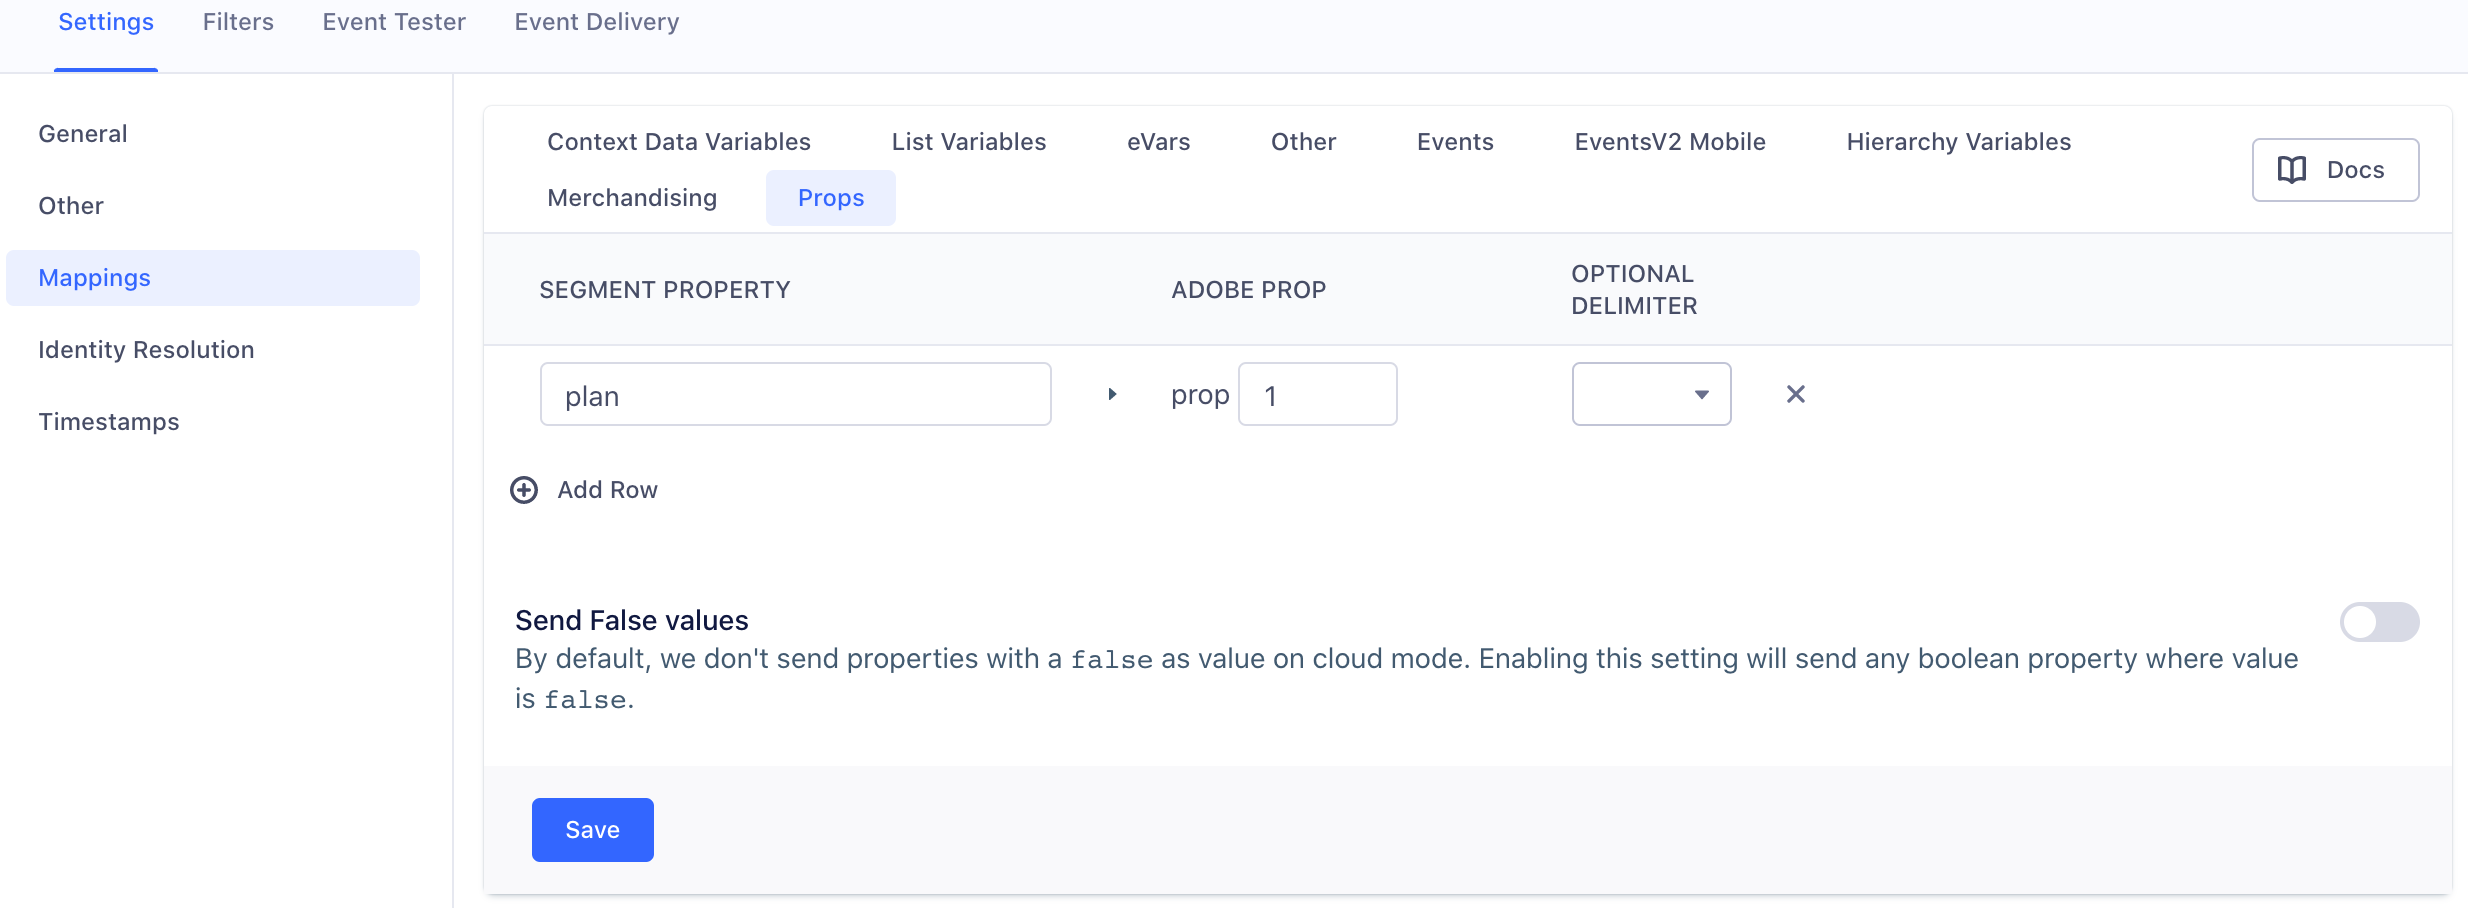 Settings Filters Event Tester Event Delivery
General
Other
Mappings
Identity Resolution
Timestamps
Context Data Variables List Variables eVars Other Events EventsV2 Mobile Hierarchy Variables
Merchandising Props
Docs
SEGMENT PROPERTY ADOBE PROP OPTIONAL
DELIMITER
plan prop 1
Add Row
Send False values
By default, we don't send properties with a false as value on cloud mode. Enabling this setting will send any boolean property where value
is false.
Save